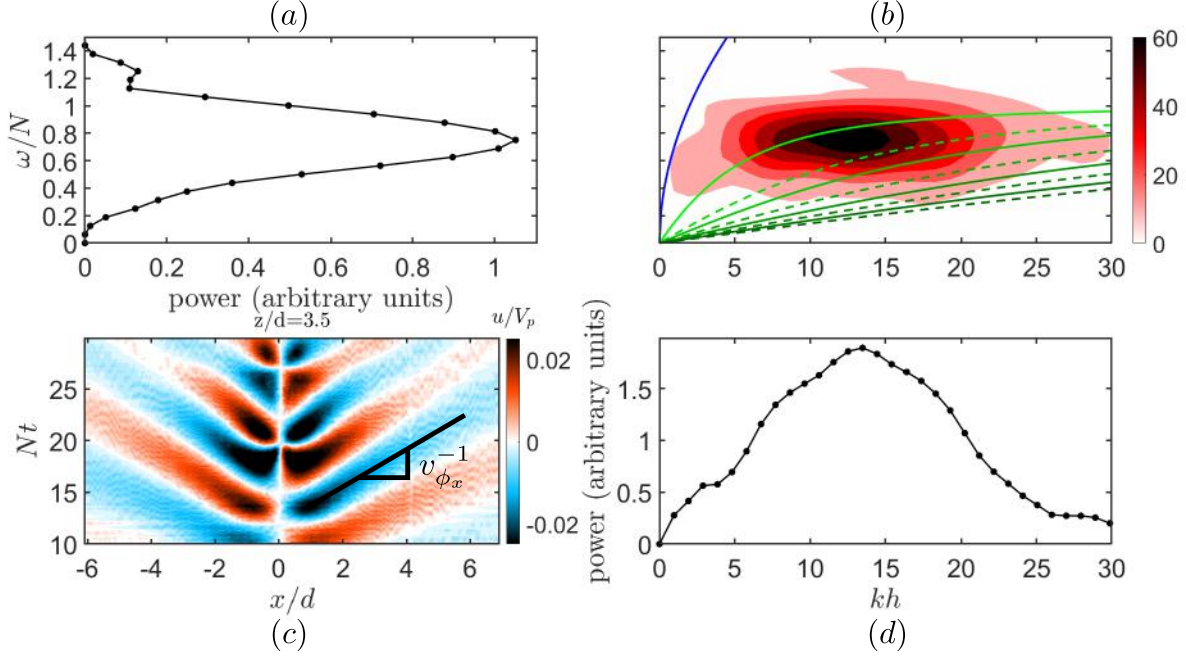 (a)
1.4
1.2
1
0.8
0.6
0.4
0.2
0
ω/N
0 0.2 0.4 0.6 0.8 1
power (arbitrary units)
(b)
60
40
20
0
0 5 10 15 20 25 30
z/d=3.5
u/V_p
25
20
15
10
Nt
v_{ϕ_x}^{-1}
0.02
0
-0.02
-6 -4 -2 0 2 4 6
x/d
(c)
power (arbitrary units)
1.5
1
0.5
0
0 5 10 15 20 25 30
kh
(d)